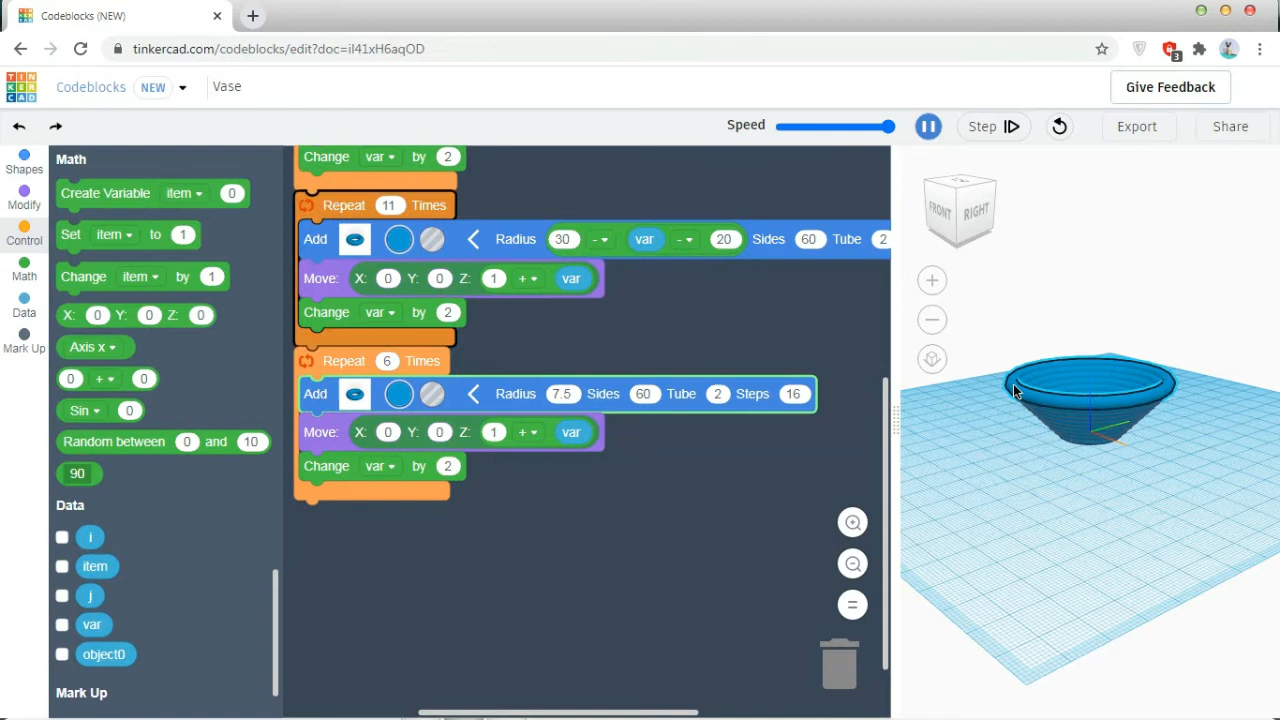 Codeblocks (NEW)
tinkercad.com/codeblocks/edit?doc=il41xH6aqOD
3
TIN
KER
CAD
Codeblocks NEW Vase
Give Feedback
Speed
Step
Export
Share
Shapes
Modify
Control
Math
Data
Mark Up
Math
Create Variable item 0
Set item to 1
Change item by 1
X: 0 Y: 0 Z: 0
Axis x
0 + 0
Sin 0
Random between 0 and 10
90
Data
i
item
j
var
object0
Mark Up
Change var by 2
Repeat 11 Times
Add Radius 30 - var - 20 Sides 60 Tube 2
Move: X: 0 Y: 0 Z: 1 + var
Change var by 2
Repeat 6 Times
Add Radius 7.5 Sides 60 Tube 2 Steps 16
Move: X: 0 Y: 0 Z: 1 + var
Change var by 2
FRONT RIGHT